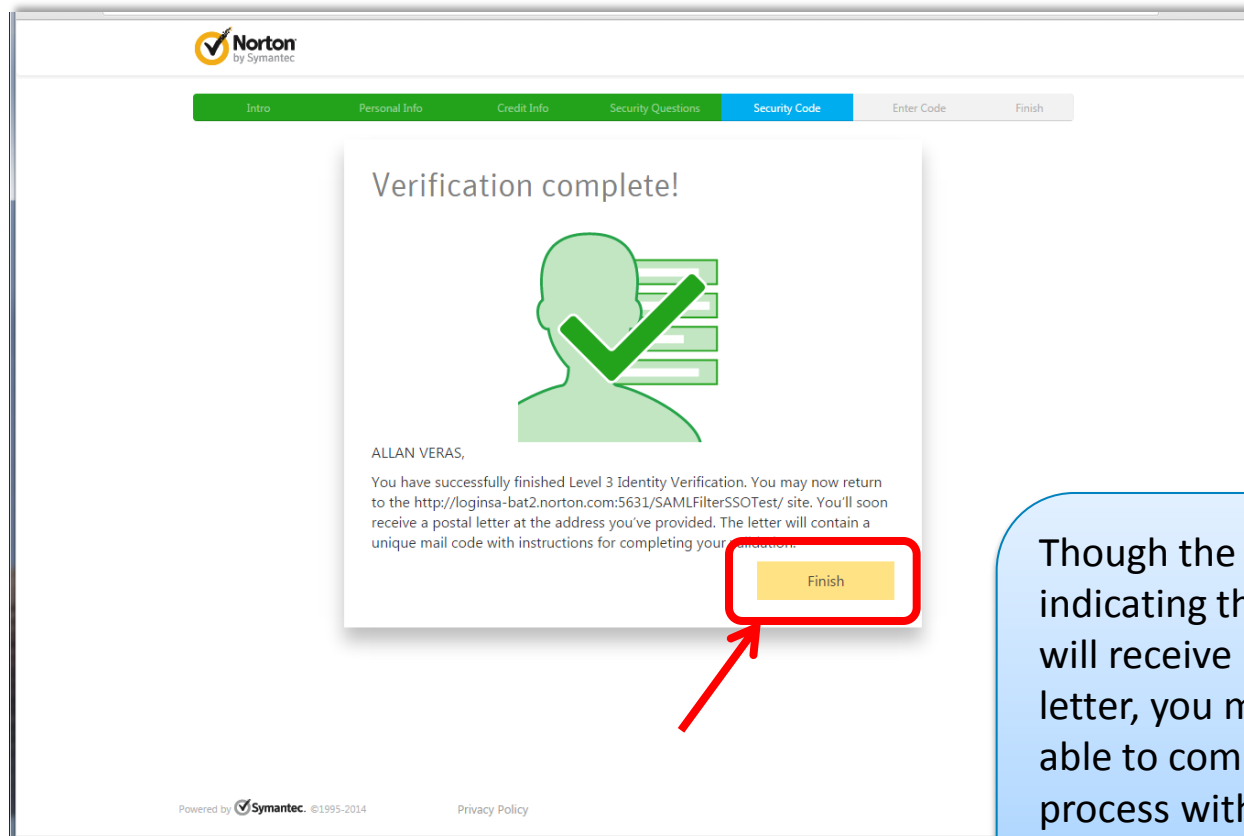 Norton
by Symantec
Intro Personal Info Credit Info Security Questions Security Code Enter Code Finish
Verification complete!
ALLAN VERAS,
You have successfully finished Level 3 Identity Verification. You may now return
to the http://loginsa-bat2.norton.com:5631/SAMLFilterSSOTest/ site. You'll soon
receive a postal letter at the address you've provided. The letter will contain a
unique mail code with instructions for completing your validation.
Finish
Though the
indicating th
will receive
letter, you m
able to com
process with
Powered by Symantec. ©1995-2014 Privacy Policy